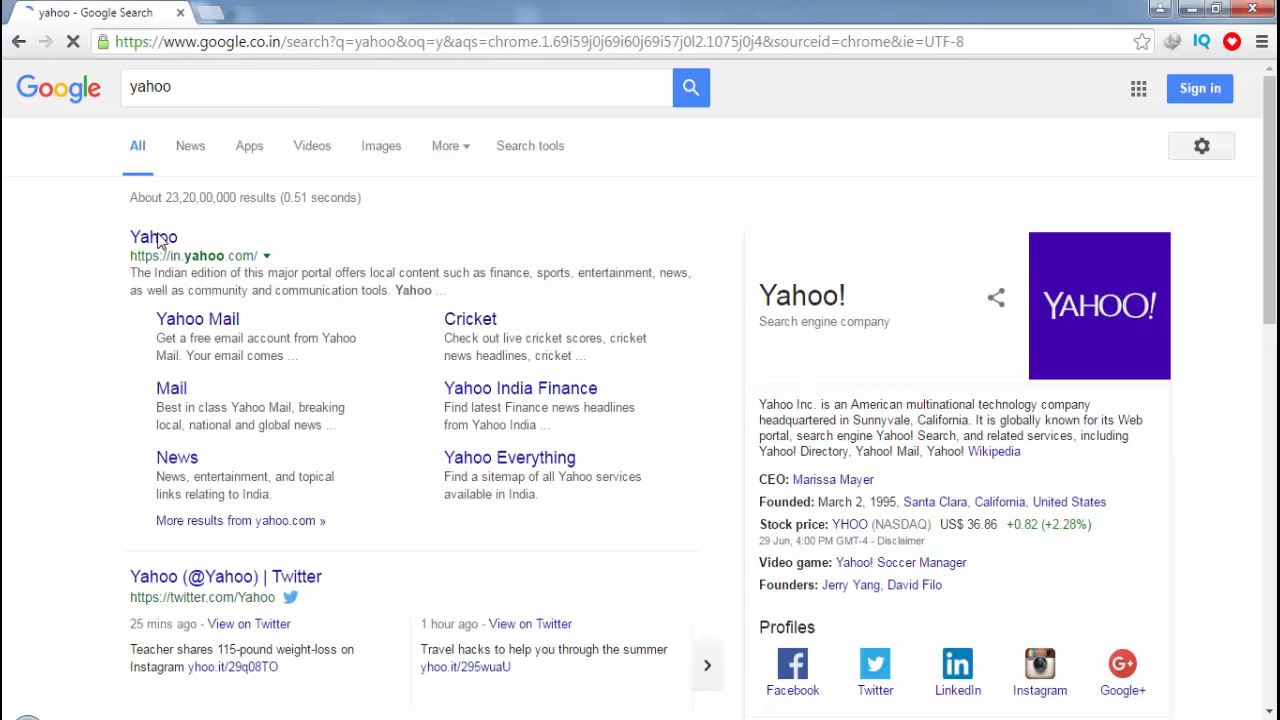 yahoo - Google Search
https://www.google.co.in/search?q=yahoo&oq=y&aqs=chrome.1.69i59j0j69i60j69i57j0l2.1075j0j4&sourceid=chrome&ie=UTF-8
IQ
Google
yahoo
Sign in
All News Apps Videos Images More Search tools
About 23,20,00,000 results (0.51 seconds)
Yahoo
https://in.yahoo.com/
The Indian edition of this major portal offers local content such as finance, sports, entertainment, news,
as well as community and communication tools. Yahoo ...
Yahoo Mail
Get a free email account from Yahoo
Mail. Your email comes ...
Cricket
Check out live cricket scores, cricket
news headlines, cricket ...
Mail
Best in class Yahoo Mail, breaking
local, national and global news ...
Yahoo India Finance
Find latest Finance news headlines
from Yahoo India ...
News
News, entertainment, and topical
links relating to India.
Yahoo Everything
Find a sitemap of all Yahoo services
available in India.
More results from yahoo.com »
Yahoo (@Yahoo) | Twitter
https://twitter.com/Yahoo
25 mins ago - View on Twitter
Teacher shares 115-pound weight-loss on
Instagram yhoo.it/29q08TO
1 hour ago - View on Twitter
Travel hacks to help you through the summer
yhoo.it/295wuaU
Yahoo!
Search engine company
YAHOO!
Yahoo Inc. is an American multinational technology company
headquartered in Sunnyvale, California. It is globally known for its Web
portal, search engine Yahoo! Search, and related services, including
Yahoo! Directory, Yahoo! Mail, Yahoo! Wikipedia
CEO: Marissa Mayer
Founded: March 2, 1995, Santa Clara, California, United States
Stock price: YHOO (NASDAQ) US$ 36.86 +0.82 (+2.28%)
29 Jun, 4:00 PM GMT-4 - Disclaimer
Video game: Yahoo! Soccer Manager
Founders: Jerry Yang, David Filo
Profiles
Facebook Twitter LinkedIn Instagram Google+